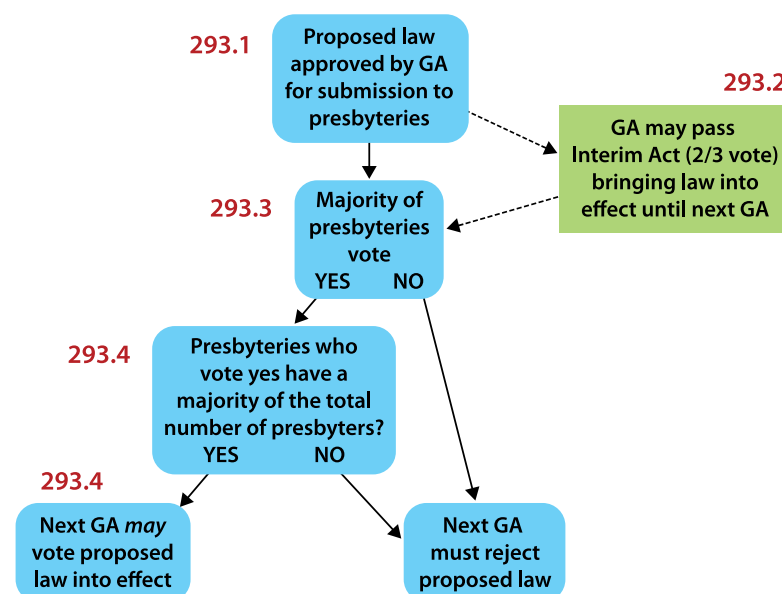 293.1
Proposed law
approved by GA
for submission to
presbyteries
293.2
GA may pass
Interim Act (2/3 vote)
bringing law into
effect until next GA
293.3
Majority of
presbyteries
vote
YES NO
293.4
Presbyteries who
vote yes have a
majority of the total
number of presbyters?
YES NO
293.4
Next GA may
vote proposed
law into effect
Next GA
must reject
proposed law